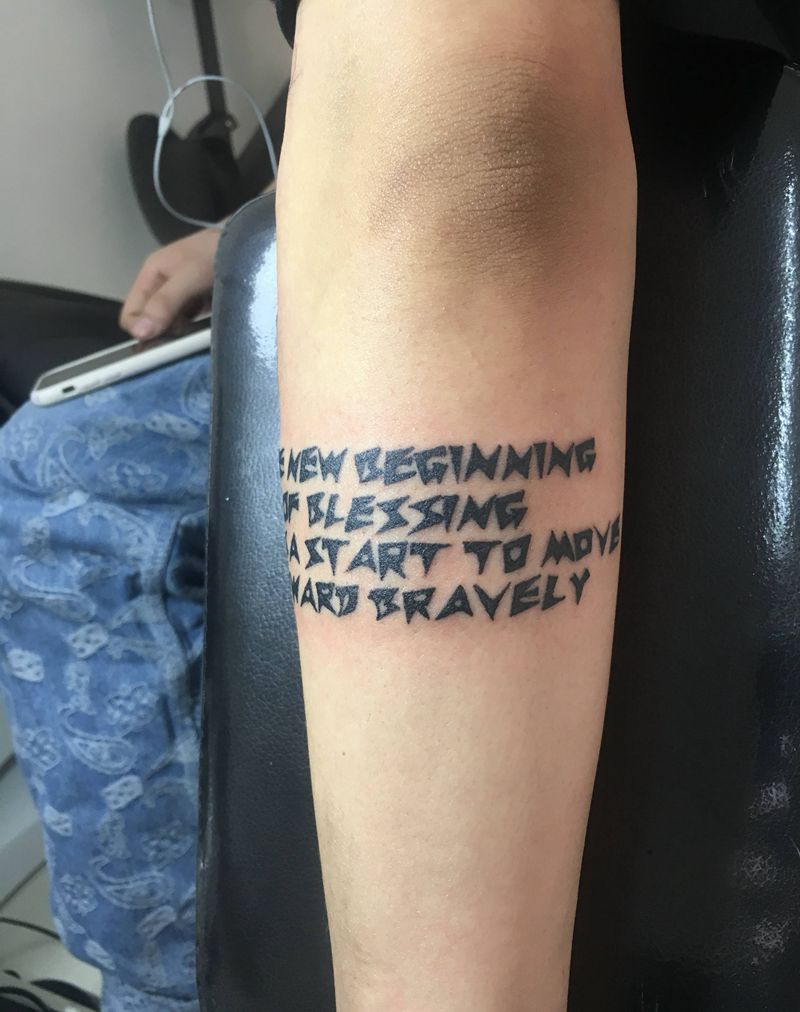 NEW BEGINNING
OF BLESSING
A START TO MOVE
BRAVELY